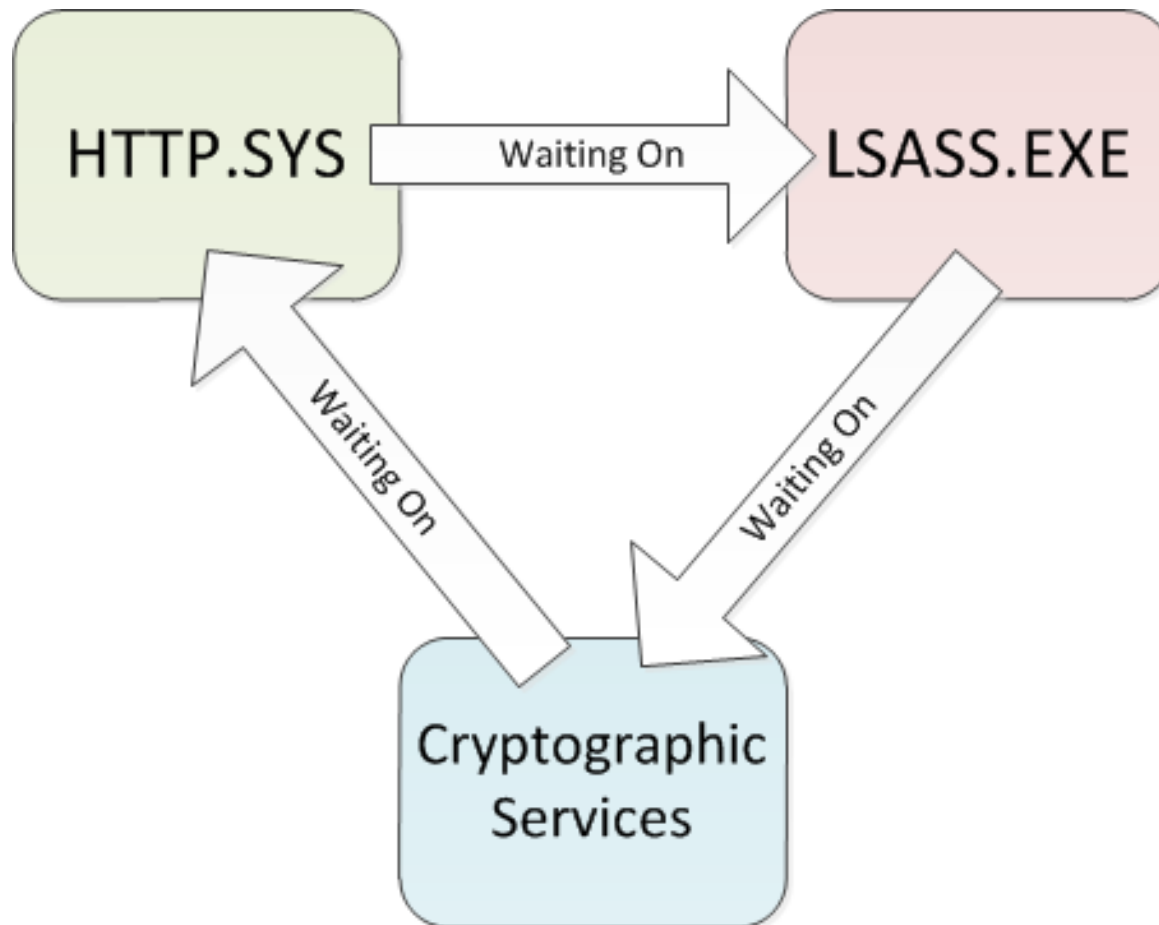 HTTP.SYS
Waiting On
LSASS.EXE
Waiting On
Waiting On
Cryptographic
Services